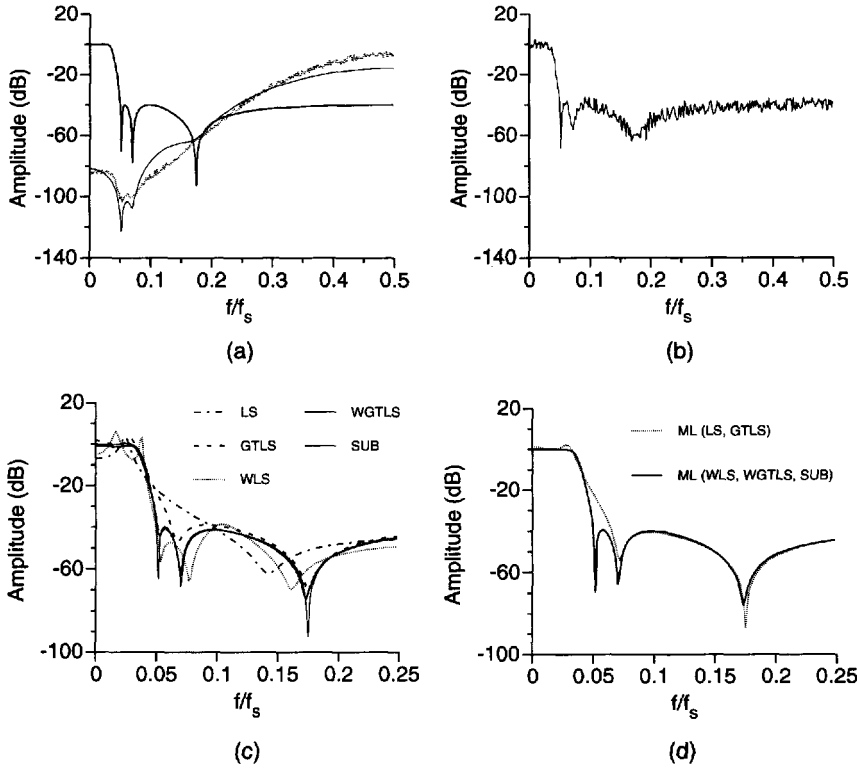 20
-20
-60
-100
-140
Amplitude (dB)
0 0.1 0.2 0.3 0.4 0.5
f/fs
(a)
20
-20
-60
-100
-140
Amplitude (dB)
0 0.1 0.2 0.3 0.4 0.5
f/fs
(b)
20
-20
-60
-100
Amplitude (dB)
LS
GTLS
WLS
WGTLS
SUB
0 0.05 0.1 0.15 0.2 0.25
f/fs
(c)
20
-20
-60
-100
Amplitude (dB)
ML (LS, GTLS)
ML (WLS, WGTLS, SUB)
0 0.05 0.1 0.15 0.2 0.25
f/fs
(d)